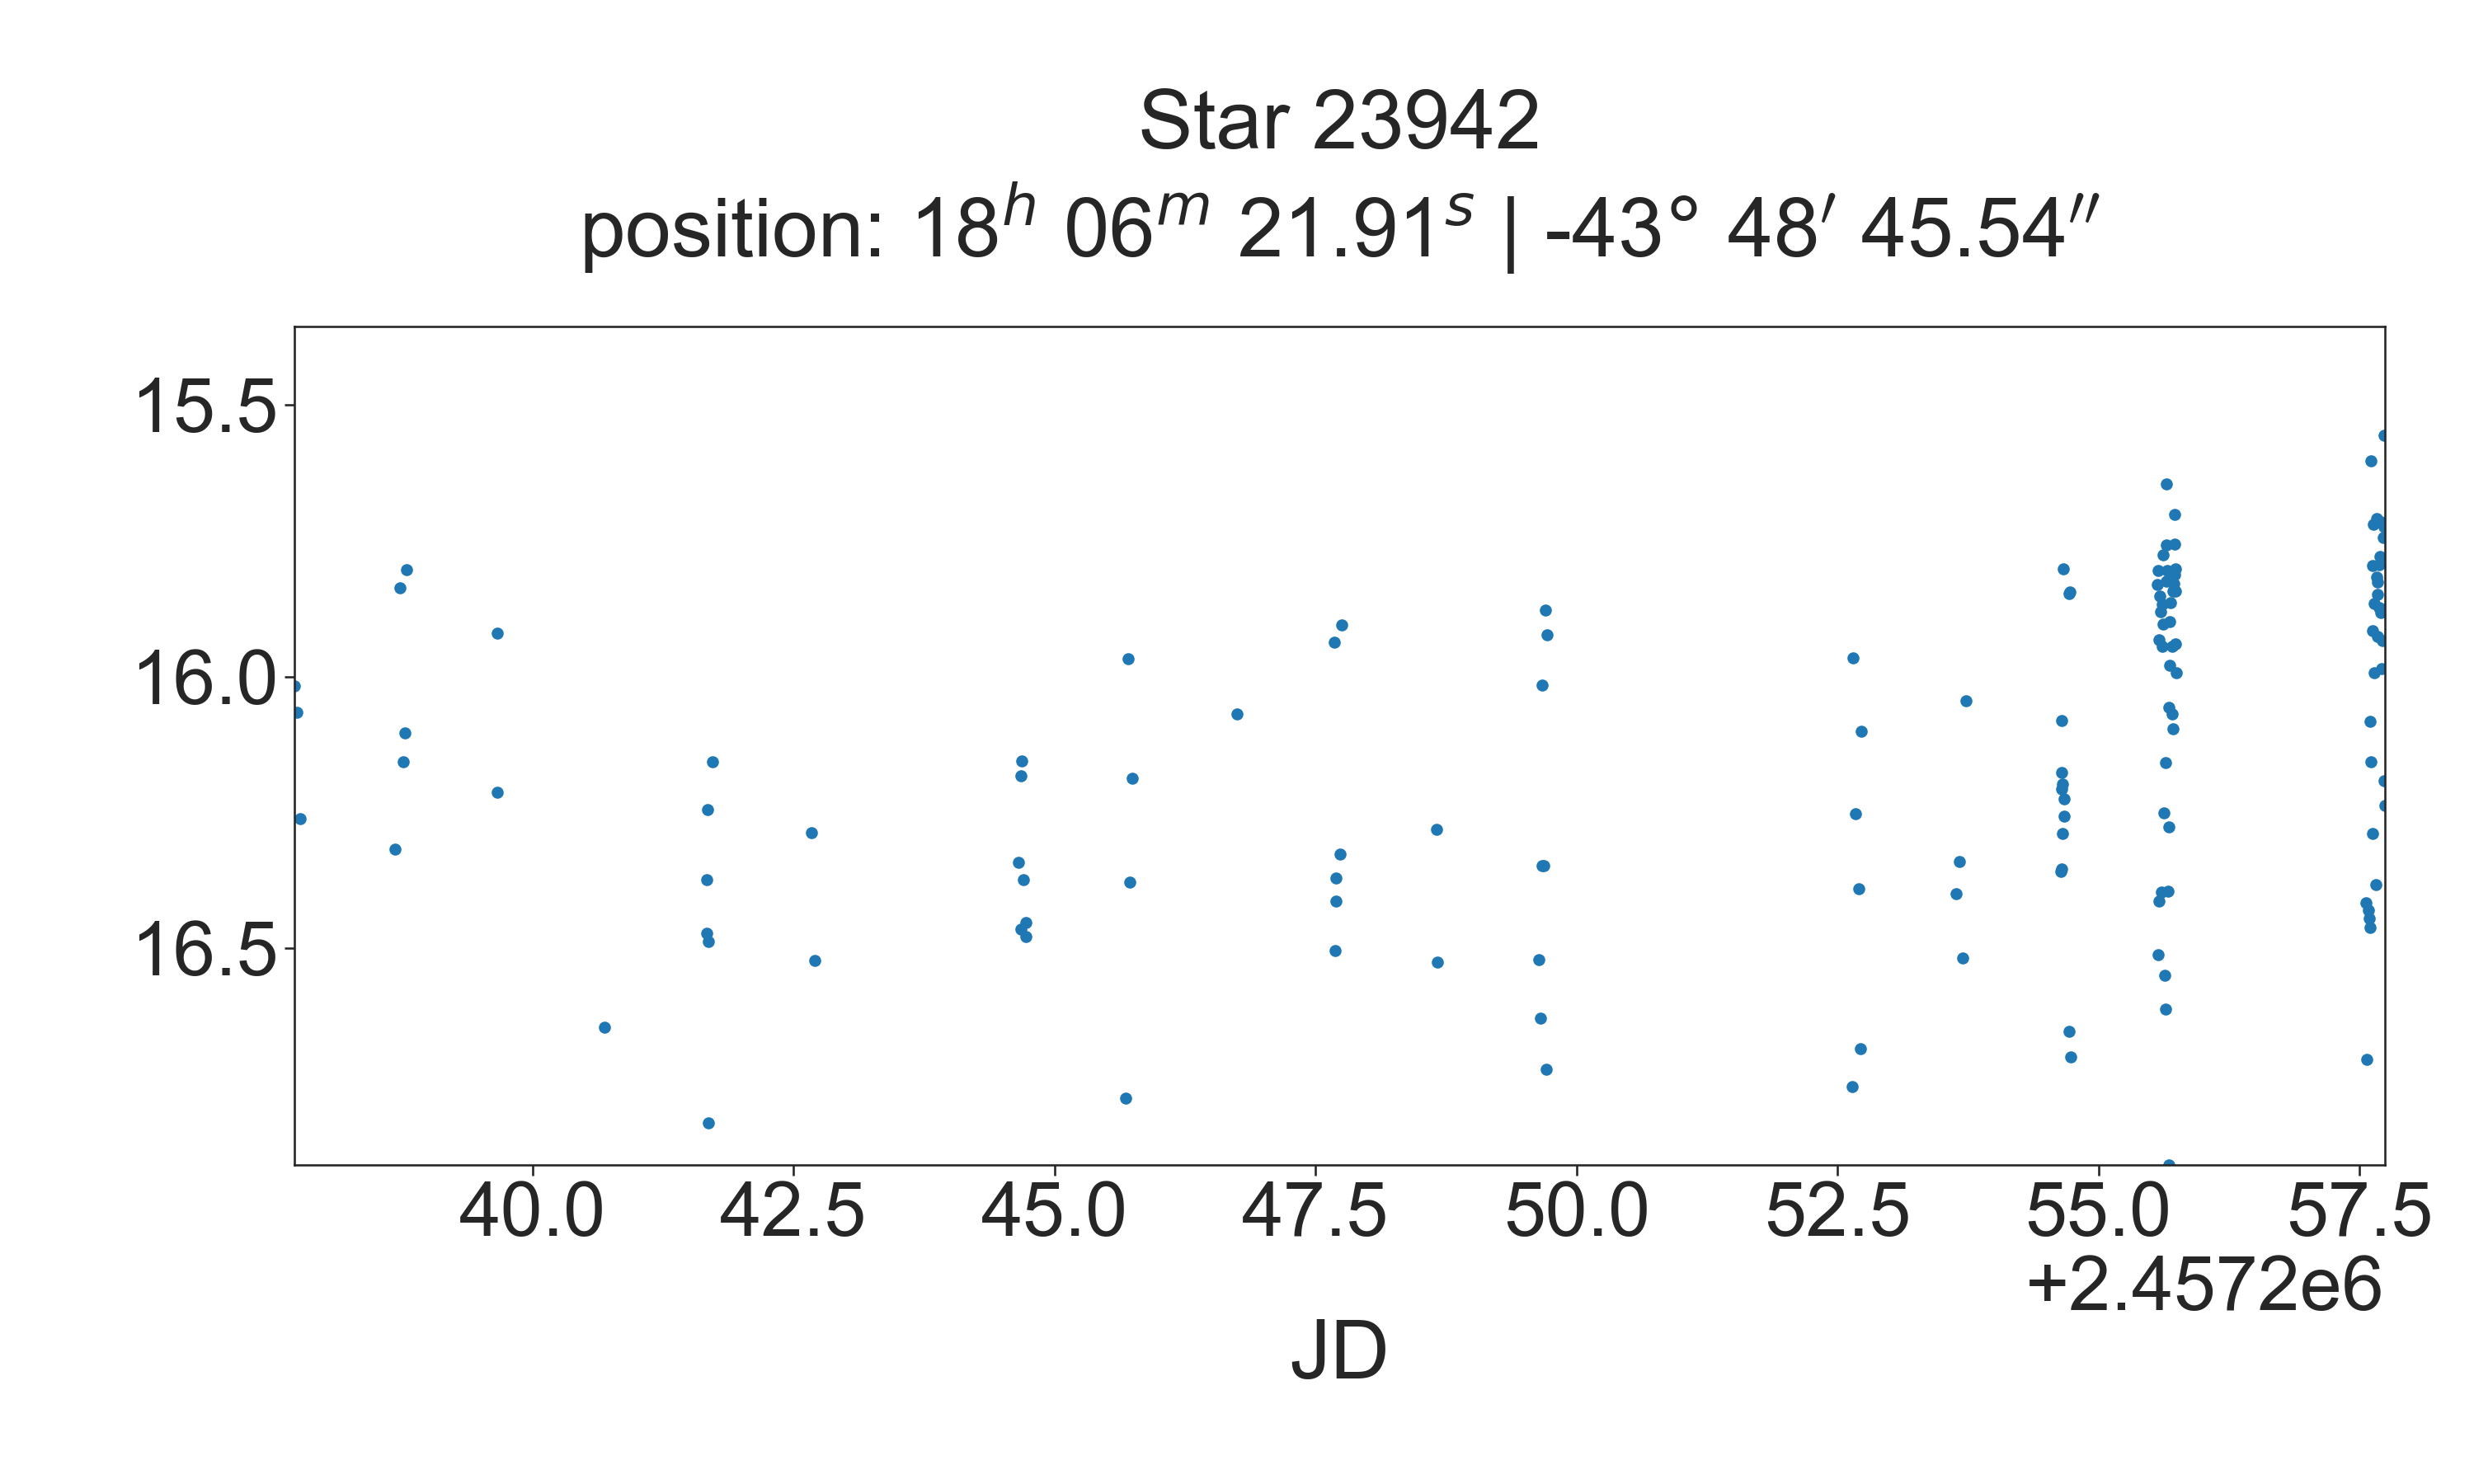 Star 23942
position: 18h 06m 21.91s | -43° 48′ 45.54′′
15.5
16.0
16.5
40.0 42.5 45.0 47.5 50.0 52.5 55.0 57.5
+2.4572e6
JD